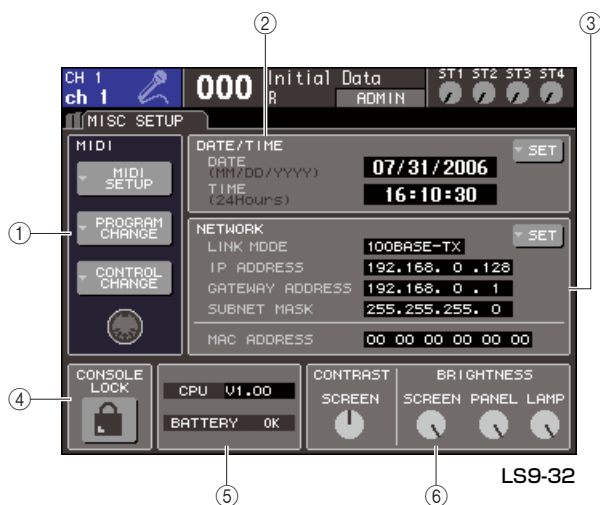 ② ③
CH 1
ch 1
000
Initial Data
R
ADMIN
ST1 ST2 ST3 ST4
MISC SETUP
MIDI
MIDI
SETUP
PROGRAM
CHANGE
CONTROL
CHANGE
①
DATE/TIME
SET
DATE
(MM/DD/YYYY)
07/31/2006
TIME
(24Hours)
16:10:30
NETWORK
SET
LINK MODE 100BASE-TX
IP ADDRESS 192.168. 0 .128
GATEWAY ADDRESS 192.168. 0 . 1
SUBNET MASK 255.255.255. 0
MAC ADDRESS 00 00 00 00 00 00
CONSOLE
LOCK
④
CPU V1.00
BATTERY OK
CONTRAST
SCREEN
BRIGHTNESS
SCREEN PANEL LAMP
⑤ ⑥
LS9-32